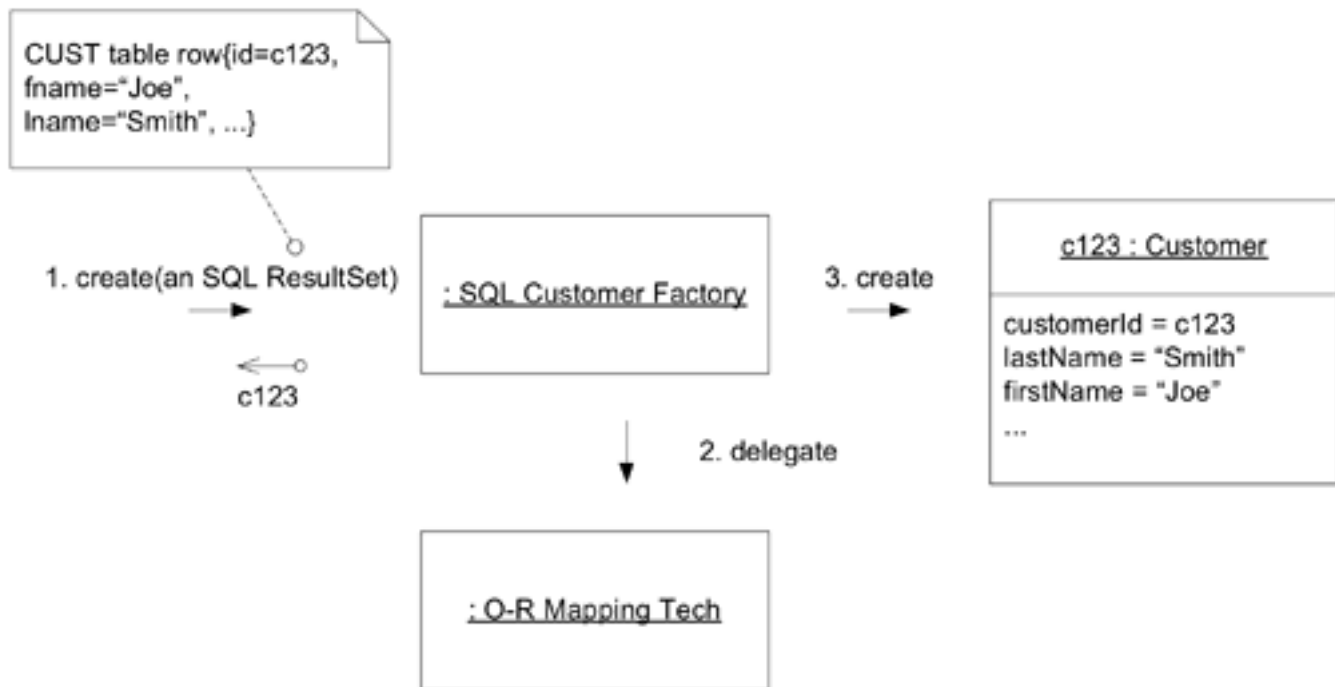 CUST table row{id=c123,
fname=“Joe”,
lname=“Smith”, ...}
1. create(an SQL ResultSet)
c123
: SQL Customer Factory
3. create
c123 : Customer
customerId = c123
lastName = “Smith”
firstName = “Joe”
...
2. delegate
: O-R Mapping Tech